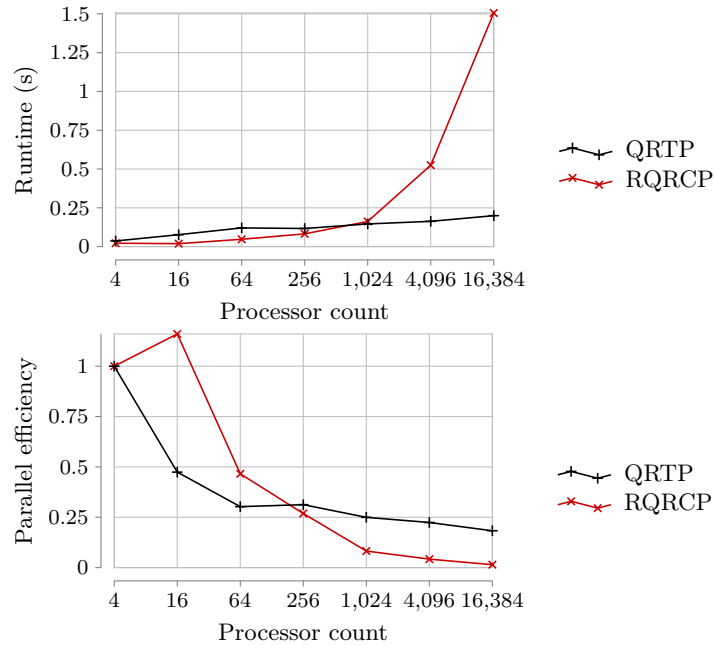 1.5
1.25
1
0.75
0.5
0.25
0
Runtime (s)
4 16 64 256 1,024 4,096 16,384
Processor count
QRTP
RQRCP
1
0.75
0.5
0.25
0
Parallel efficiency
4 16 64 256 1,024 4,096 16,384
Processor count
QRTP
RQRCP